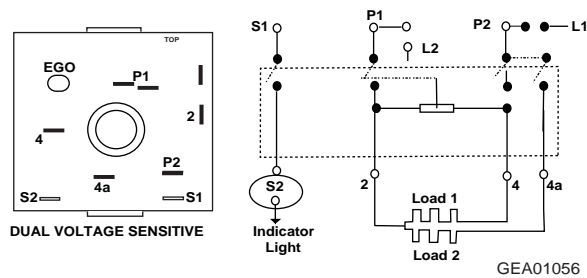 TOP
EGO
P1
2
4
P2
4a
S2
S1
DUAL VOLTAGE SENSITIVE
S1
P1
P2
L1
L2
S2
2
4
4a
Load 1
Load 2
Indicator
Light
GEA01056